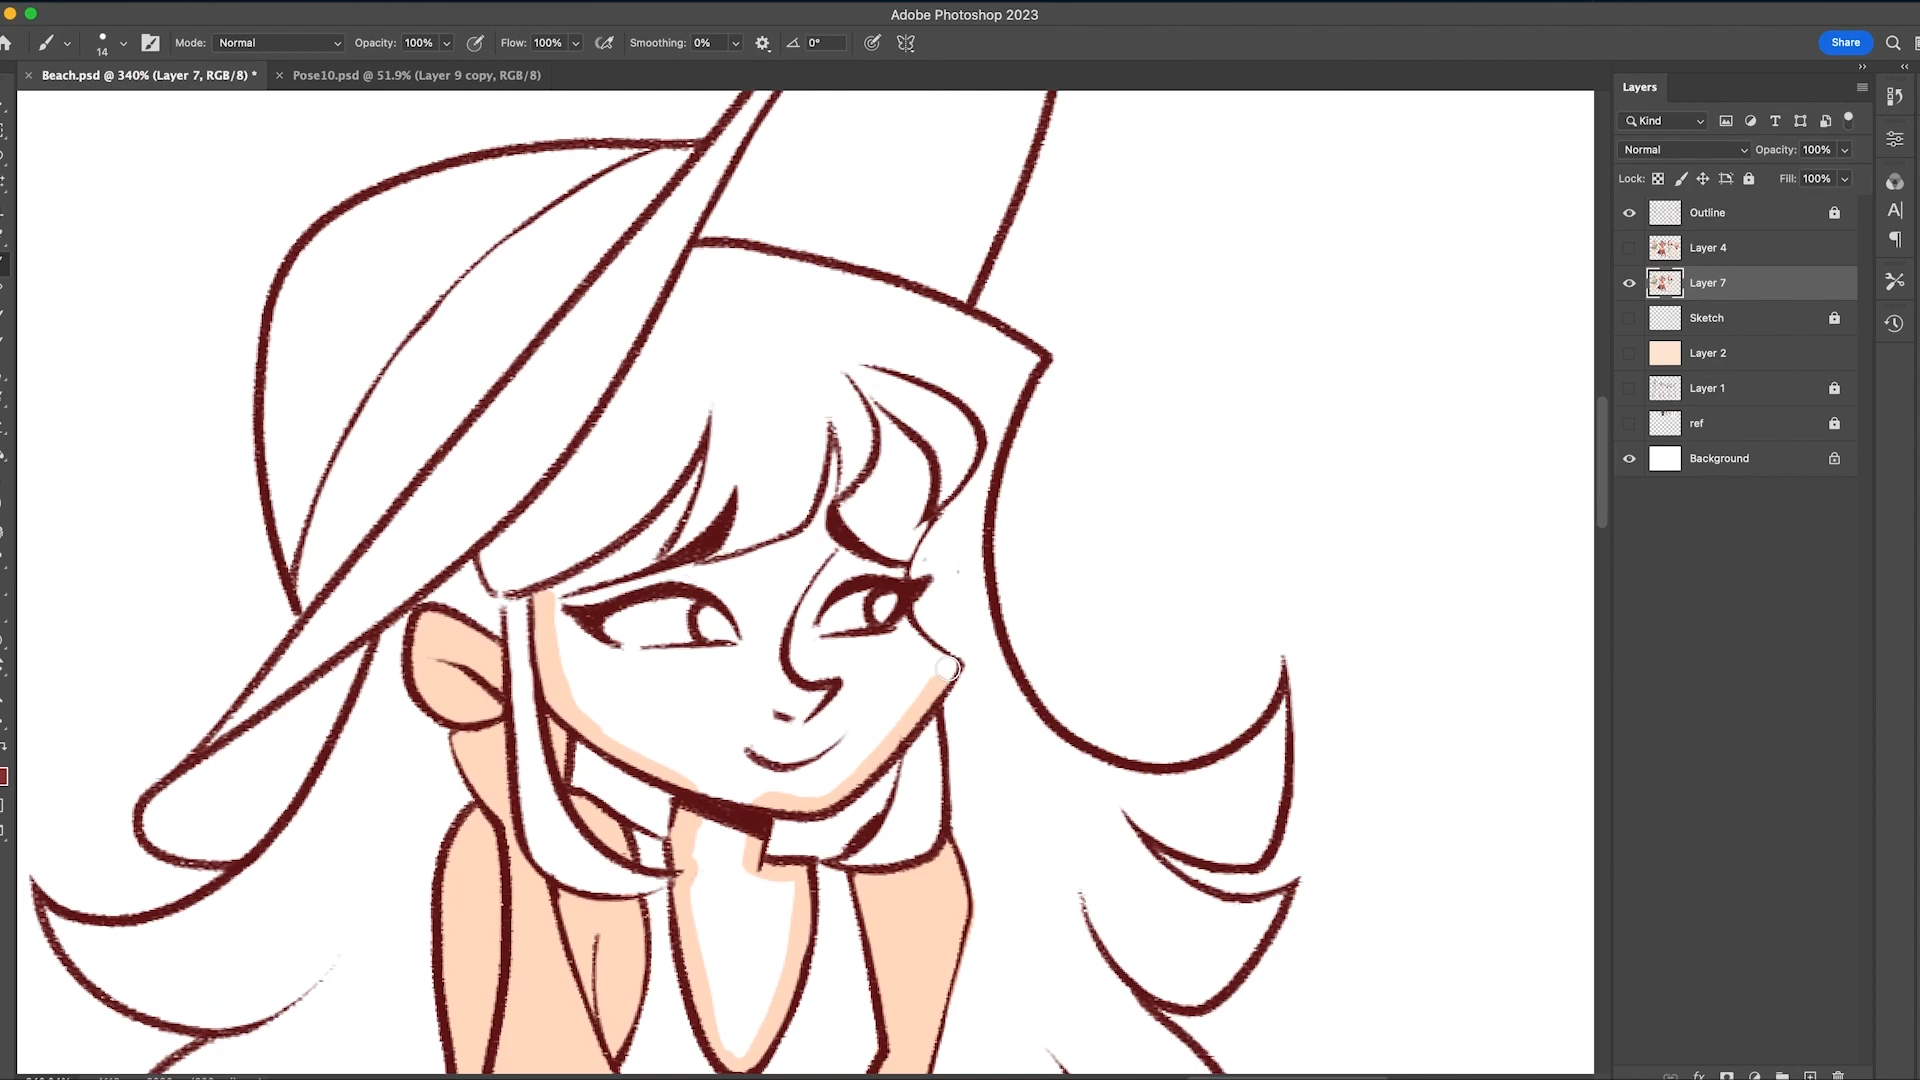 Adobe Photoshop 2023
14 Mode: Normal Opacity: 100% Flow: 100% Smoothing: 0% 0° Share
× Beach.psd @ 340% (Layer 7, RGB/8) * × Pose10.psd @ 51.9% (Layer 9 copy, RGB/8)
Layers
Kind
Normal Opacity: 100%
Lock: Fill: 100%
Outline
Layer 4
Layer 7
Sketch
Layer 2
Layer 1
ref
Background